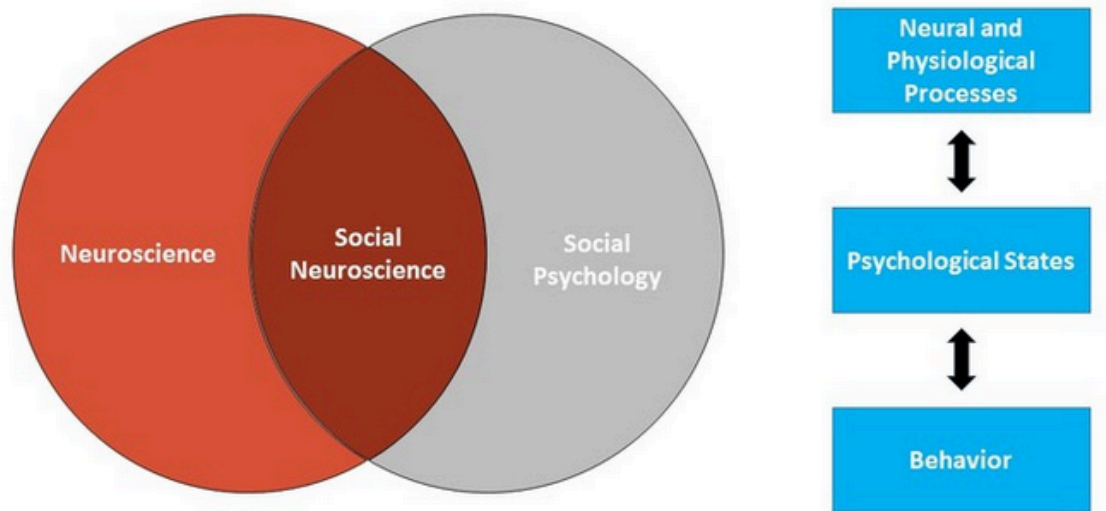 Neuroscience
Social
Neuroscience
Social
Psychology
Neural and
Physiological
Processes
Psychological States
Behavior